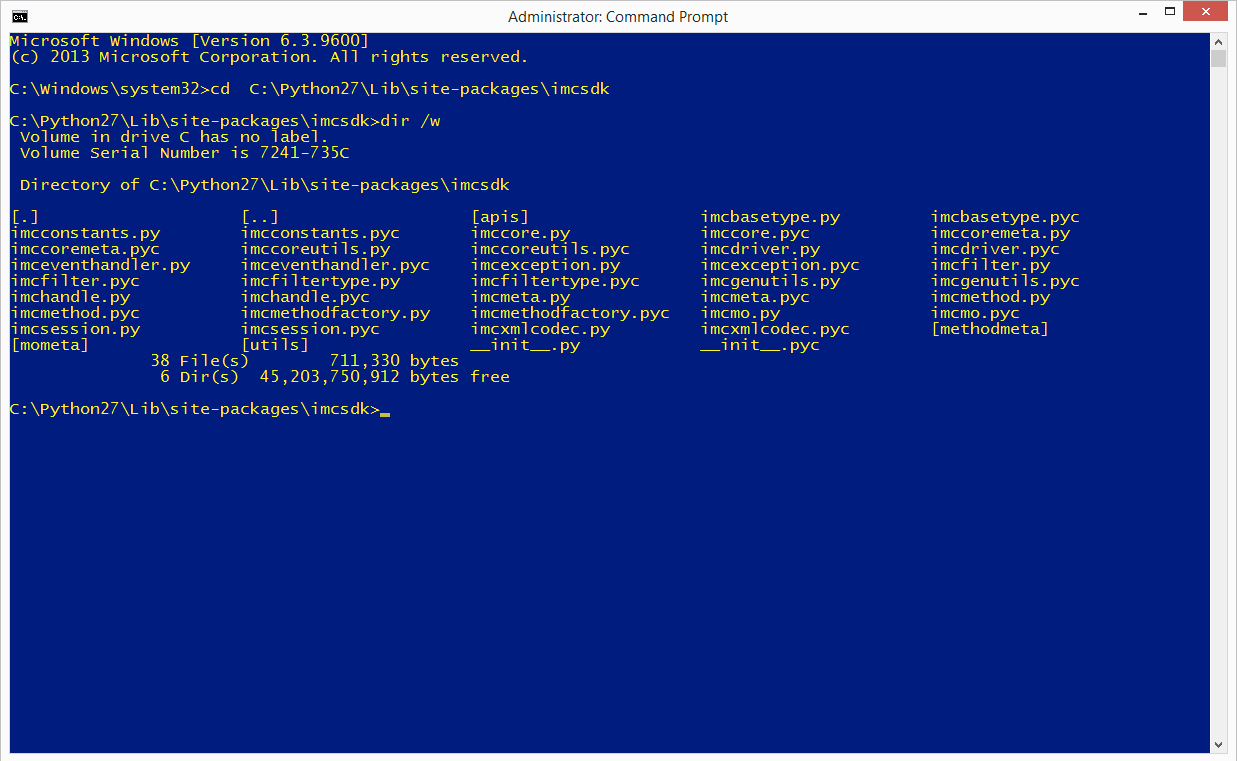 Administrator: Command Prompt
Microsoft Windows [Version 6.3.9600]
(c) 2013 Microsoft Corporation. All rights reserved.
C:\Windows\system32>cd  C:\Python27\Lib\site-packages\imcsdk
C:\Python27\Lib\site-packages\imcsdk>dir /w
Volume in drive C has no label.
Volume Serial Number is 7241-735C
Directory of C:\Python27\Lib\site-packages\imcsdk
[.] [..] [apis] imcbasetype.py imcbasetype.pyc
imcconstants.py imcconstants.pyc imccore.py imccore.pyc imccoremeta.py
imccoremeta.pyc imccoreutils.py imccoreutils.pyc imcdriver.py imcdriver.pyc
imceventhandler.py imceventhandler.pyc imcexception.py imcexception.pyc imcfilter.py
imcfilter.pyc imcfiltertype.py imcfiltertype.pyc imcgenutils.py imcgenutils.pyc
imchandle.py imchandle.pyc imcmeta.py imcmeta.pyc imcmethod.py
imcmethod.pyc imcmethodfactory.py imcmethodfactory.pyc imcmo.py imcmo.pyc
imcsession.py imcsession.pyc imcxmlcodec.py imcxmlcodec.pyc [methodmeta]
[mometa] [utils] __init__.py __init__.pyc
38 File(s) 711,330 bytes
6 Dir(s) 45,203,750,912 bytes free
C:\Python27\Lib\site-packages\imcsdk>_